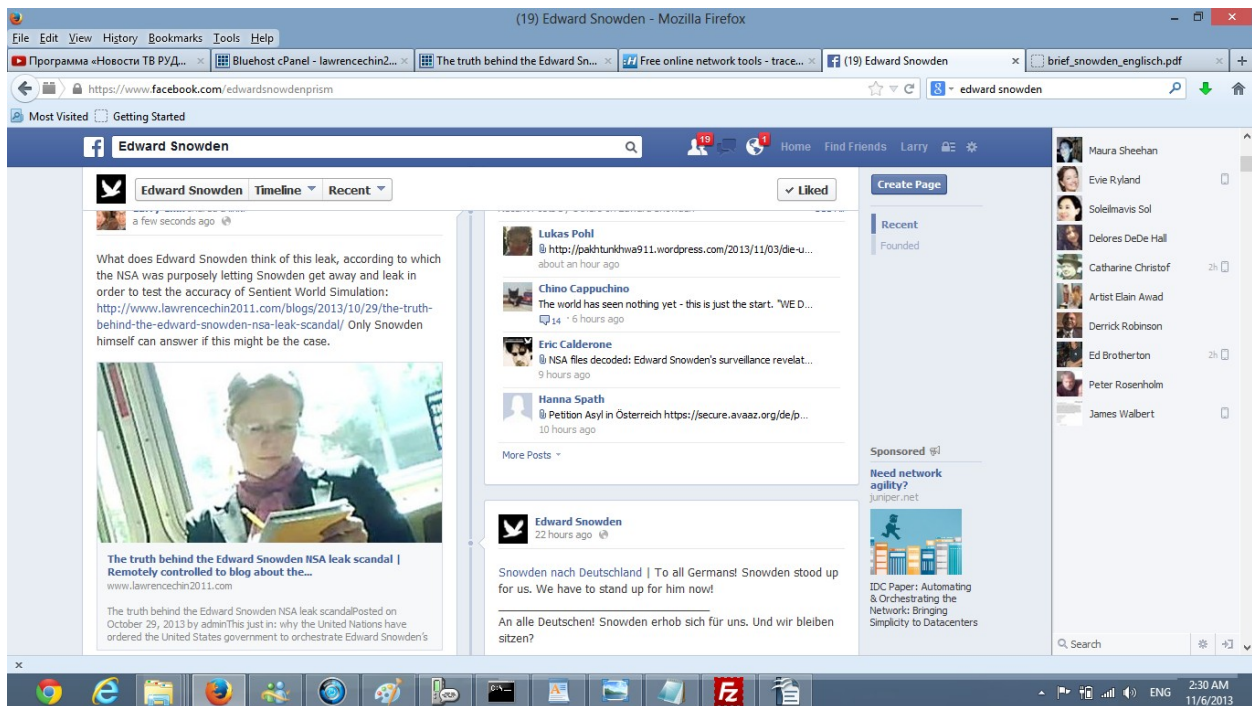 (19) Edward Snowden - Mozilla Firefox
File Edit View History Bookmarks Tools Help
Программа «Новости ТВ РУД...
Bluehost cPanel - lawrencechin2...
The truth behind the Edward Sn...
Free online network tools - trace...
(19) Edward Snowden
brief_snowden_englisch.pdf
https://www.facebook.com/edwardsnowdenprism
edward snowden
Most Visited Getting Started
Edward Snowden
19
1
Home Find Friends Larry
Edward Snowden Timeline Recent
Liked
Create Page
Recent
Founded
a few seconds ago
What does Edward Snowden think of this leak, according to which
the NSA was purposely letting Snowden get away and leak in
order to test the accuracy of Sentient World Simulation:
http://www.lawrencechin2011.com/blogs/2013/10/29/the-truth-
behind-the-edward-snowden-nsa-leak-scandal/ Only Snowden
himself can answer if this might be the case.
The truth behind the Edward Snowden NSA leak scandal |
Remotely controlled to blog about the...
www.lawrencechin2011.com
The truth behind the Edward Snowden NSA leak scandalPosted on
October 29, 2013 by adminThis just in: why the United Nations have
ordered the United States government to orchestrate Edward Snowden's
Lukas Pohl
http://pakhtunkhwa911.wordpress.com/2013/11/03/die-u...
about an hour ago
Chino Cappuchino
The world has seen nothing yet - this is just the start. "WE D...
14 · 6 hours ago
Eric Calderone
NSA files decoded: Edward Snowden's surveillance revelat...
9 hours ago
Hanna Spath
Petition Asyl in Österreich https://secure.avaaz.org/de/p...
10 hours ago
More Posts
Edward Snowden
22 hours ago
Snowden nach Deutschland | To all Germans! Snowden stood up
for us. We have to stand up for him now!
An alle Deutschen! Snowden erhob sich für uns. Und wir bleiben
sitzen?
Sponsored
Need network
agility?
juniper.net
IDC Paper: Automating
& Orchestrating the
Network: Bringing
Simplicity to Datacenters
Maura Sheehan
Evie Ryland
Soleilmavis Sol
Delores DeDe Hall
Catharine Christof 2h
Artist Elain Awad
Derrick Robinson
Ed Brotherton 2h
Peter Rosenholm
James Walbert
Search
ENG
2:30 AM
11/6/2013